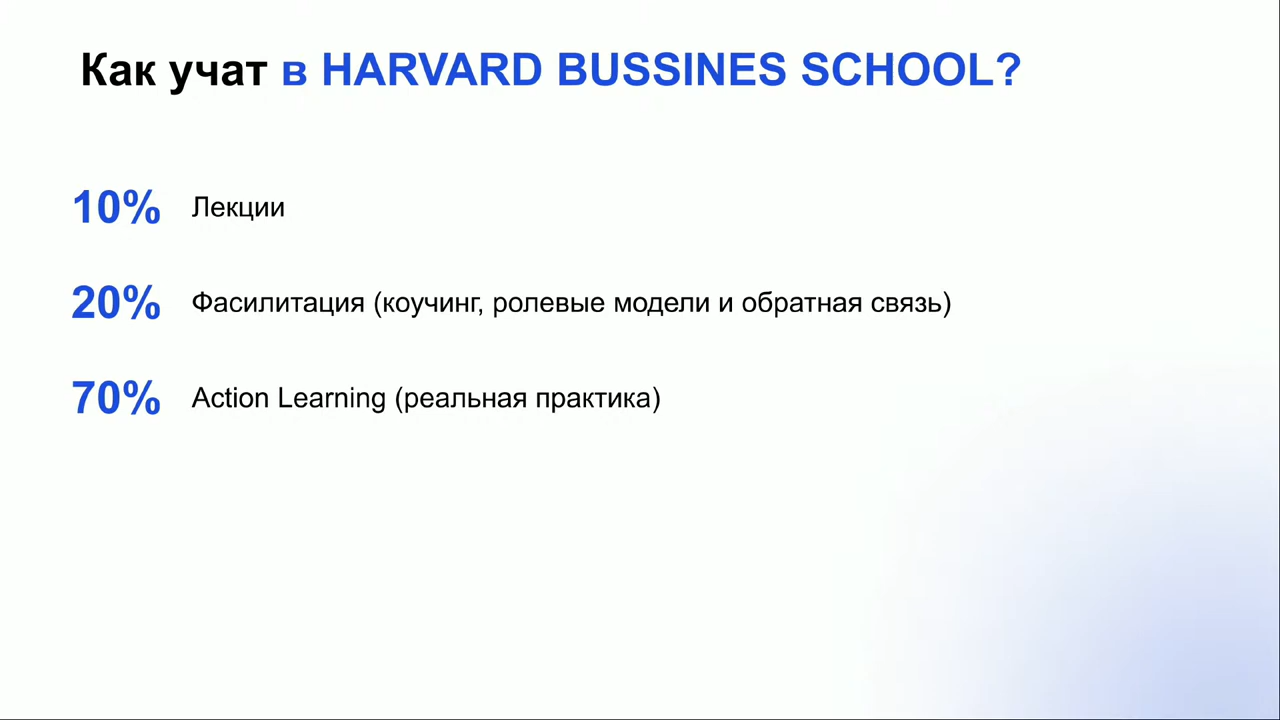 Как учат в HARVARD BUSSINES SCHOOL?
10% Лекции
20% Фасилитация (коучинг, ролевые модели и обратная связь)
70% Action Learning (реальная практика)